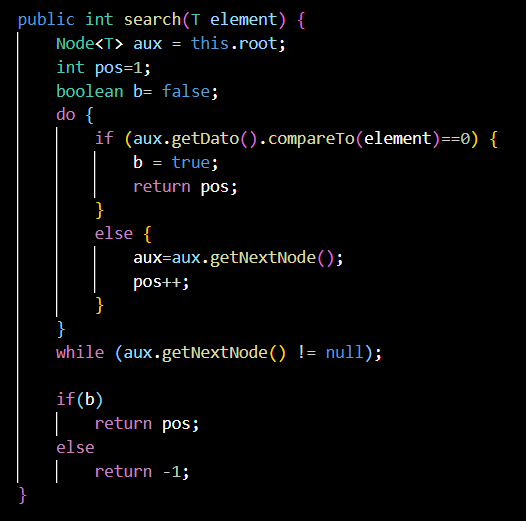 public int search(T element) {
    Node<T> aux = this.root;
    int pos=1;
    boolean b= false;
    do {
        if (aux.getDato().compareTo(element)==0) {
            b = true;
            return pos;
        }
        else {
            aux=aux.getNextNode();
            pos++;
        }
    }
    while (aux.getNextNode() != null);

    if(b)
        return pos;
    else
        return -1;
}